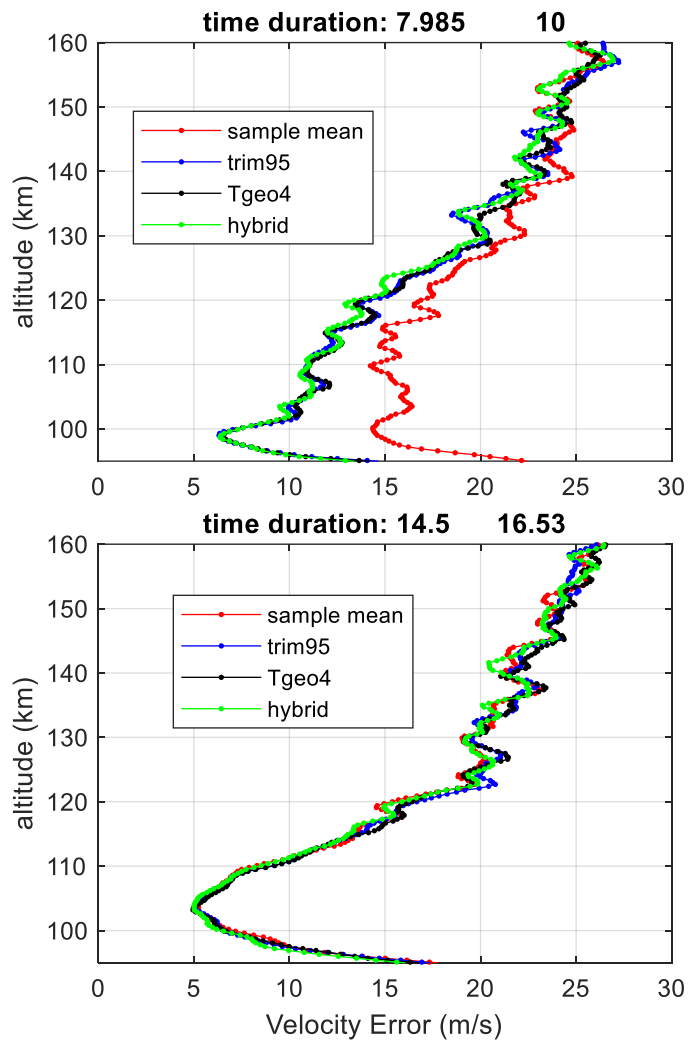 time duration: 7.985 10
160
150
140
130
120
110
100
altitude (km)
sample mean
trim95
Tgeo4
hybrid
0 5 10 15 20 25 30
time duration: 14.5 16.53
160
150
140
130
120
110
100
altitude (km)
sample mean
trim95
Tgeo4
hybrid
0 5 10 15 20 25 30
Velocity Error (m/s)